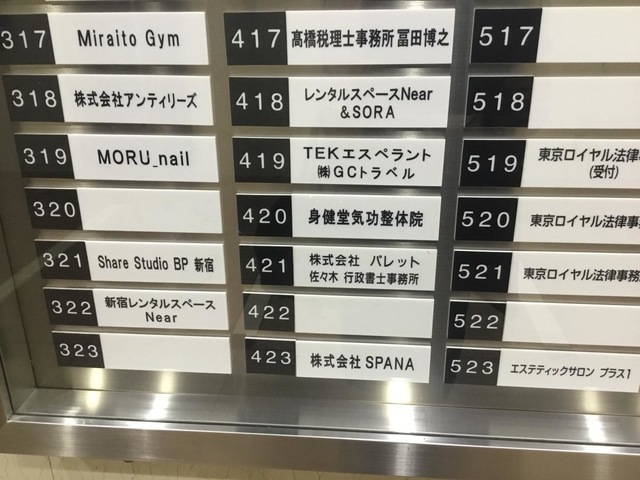 317 Miraito Gym
318 株式会社アンティリーズ
319 MORU_nail
320
321 Share Studio BP 新宿
322 新宿レンタルスペース
Near
323
417 髙橋税理士事務所 冨田博之
418 レンタルスペースNear
&SORA
419 TEKエスペラント
㈱GCトラベル
420 身健堂気功整体院
421 株式会社 パレット
佐々木 行政書士事務所
422
423 株式会社 SPANA
517
518
519 東京ロイヤル法律事
(受付)
520 東京ロイヤル法律事
521 東京ロイヤル法律事務
522
523 エステティックサロン プラス1